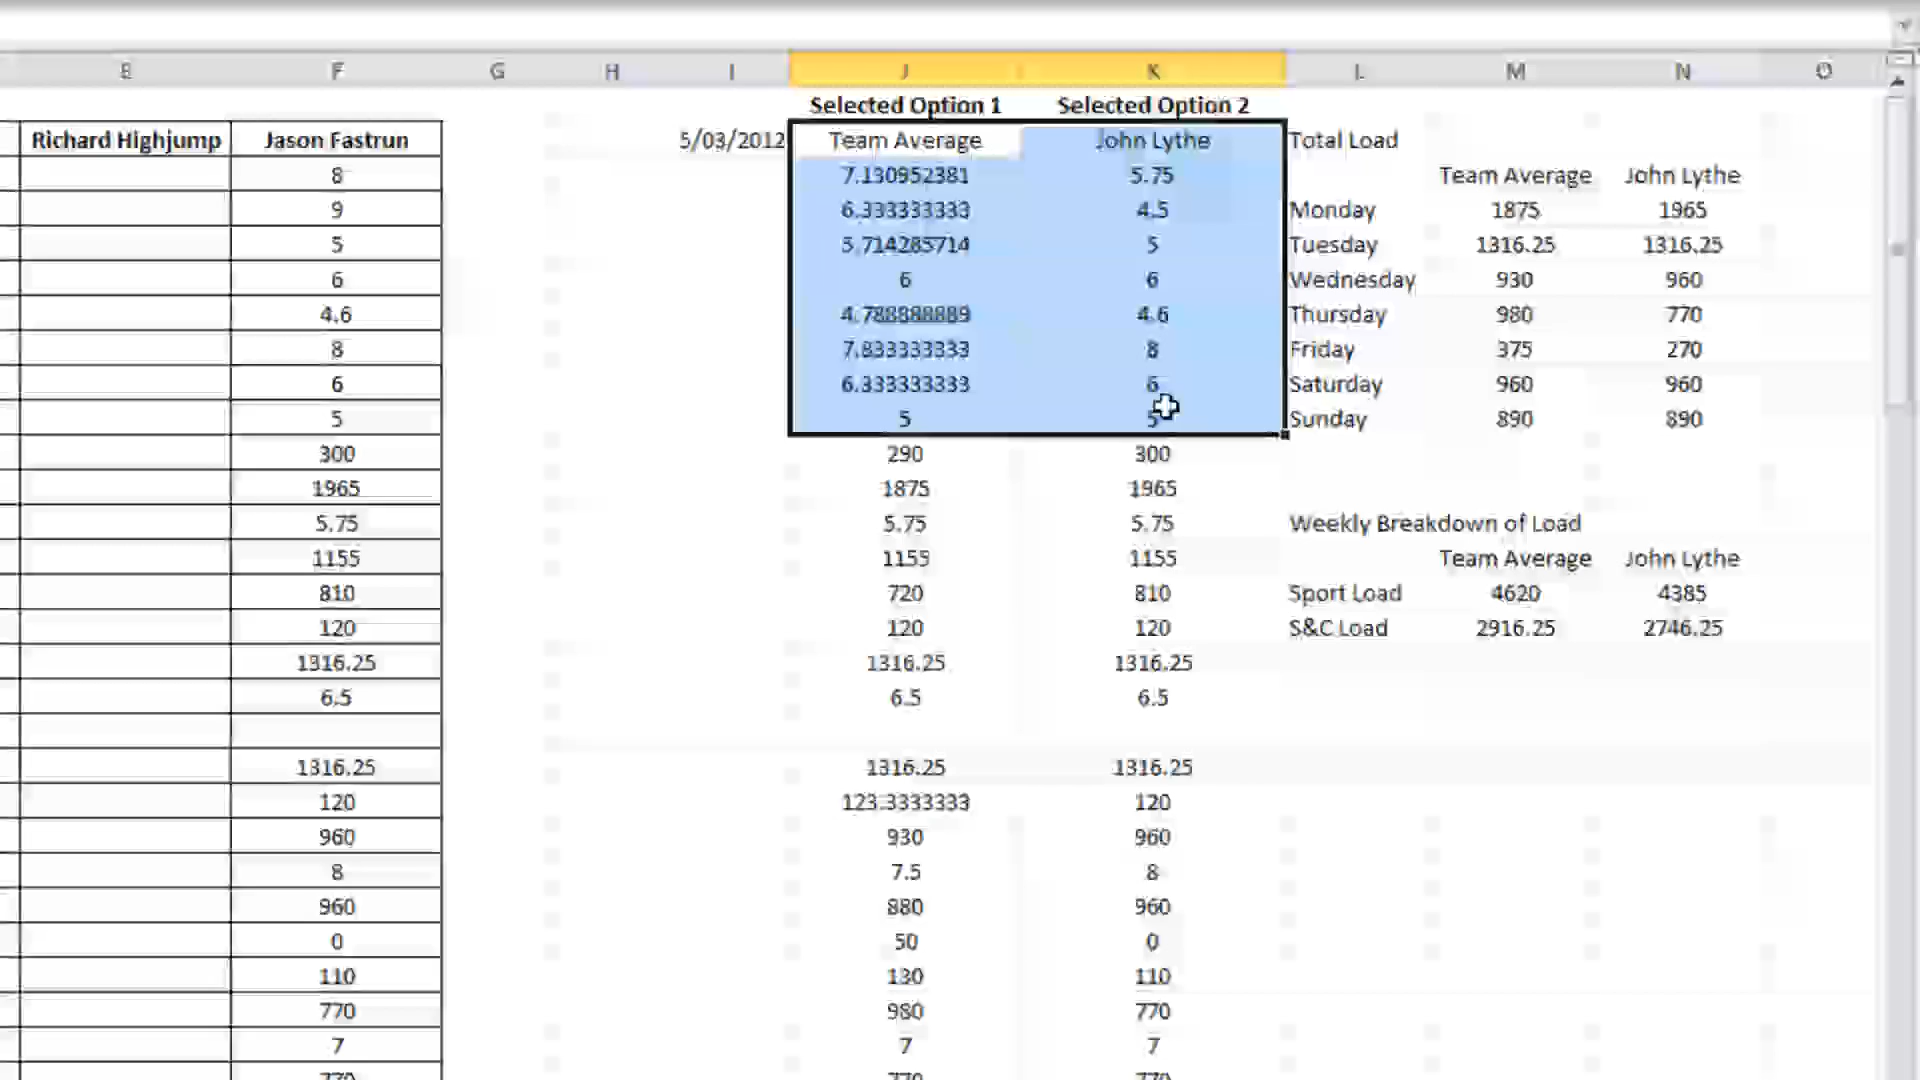 E F G H I J K L M N O
Selected Option 1 Selected Option 2
Richard Highjump Jason Fastrun 5/03/2012 Team Average John Lythe Total Load
8 7.130952381 5.75 Team Average John Lythe
9 6.333333333 4.5 Monday 1875 1965
5 5.714285714 5 Tuesday 1316.25 1316.25
6 6 6 Wednesday 930 960
4.6 4.788888889 4.6 Thursday 980 770
8 7.833333333 8 Friday 375 270
6 6.333333333 6 Saturday 960 960
5 5 5 Sunday 890 890
300 290 300
1965 1875 1965
5.75 5.75 5.75 Weekly Breakdown of Load
1155 1155 1155 Team Average John Lythe
810 720 810 Sport Load 4620 4385
120 120 120 S&C Load 2916.25 2746.25
1316.25 1316.25 1316.25
6.5 6.5 6.5
1316.25 1316.25 1316.25
120 123.3333333 120
960 930 960
8 7.5 8
960 880 960
0 50 0
110 130 110
770 980 770
7 7 7
770 770 770